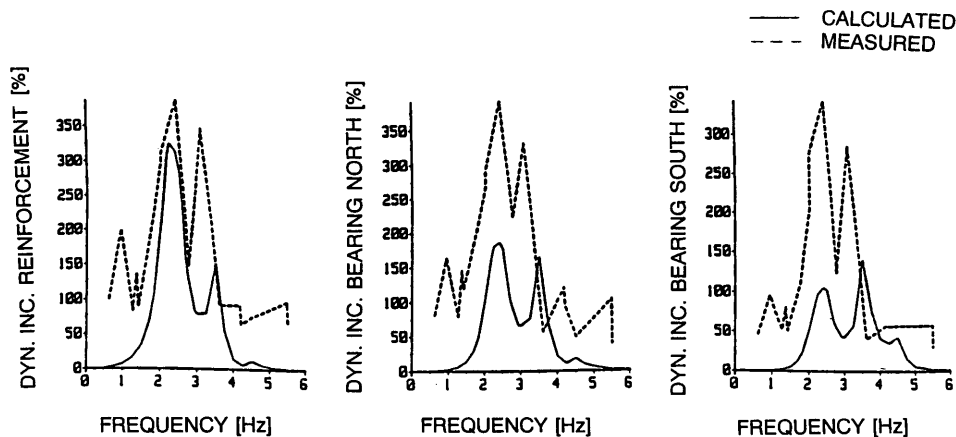 CALCULATED
MEASURED
DYN. INC. REINFORCEMENT [%]
350
300
250
200
150
100
50
0
0 1 2 3 4 5 6
FREQUENCY [Hz]
DYN. INC. BEARING NORTH [%]
350
300
250
200
150
100
50
0
0 1 2 3 4 5 6
FREQUENCY [Hz]
DYN. INC. BEARING SOUTH [%]
300
250
200
150
100
50
0
0 1 2 3 4 5 6
FREQUENCY [Hz]